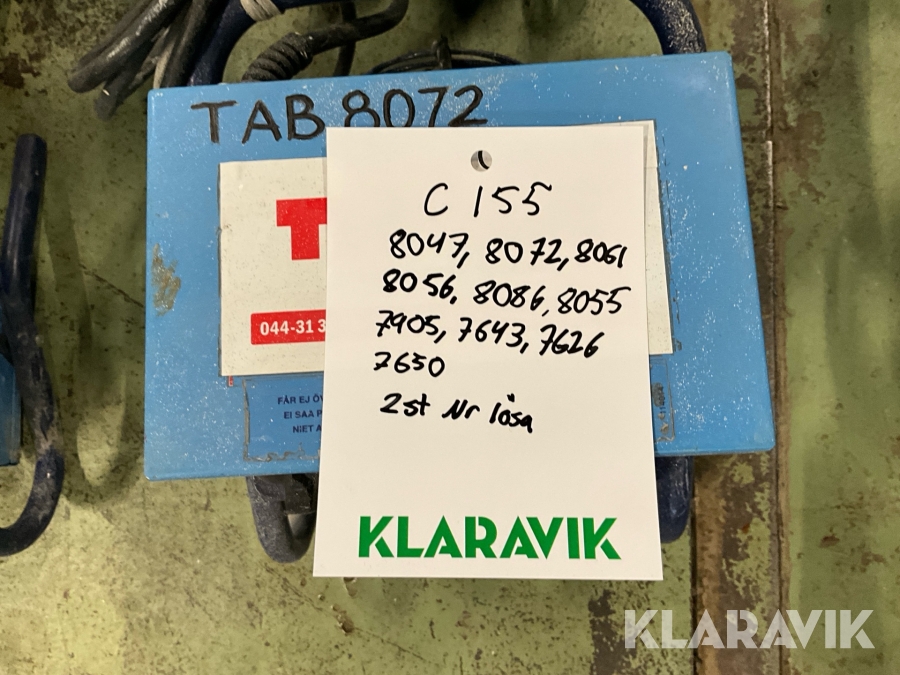 TAB 8072
C 155
8047, 8072, 8061
8056, 8086, 8055
7905, 7643, 7626
7650
2st Nr lösa
KLARAVIK
T
044-31 3
FÅR EJ ÖV
EI SAA P
NIET A
KLARAVIK